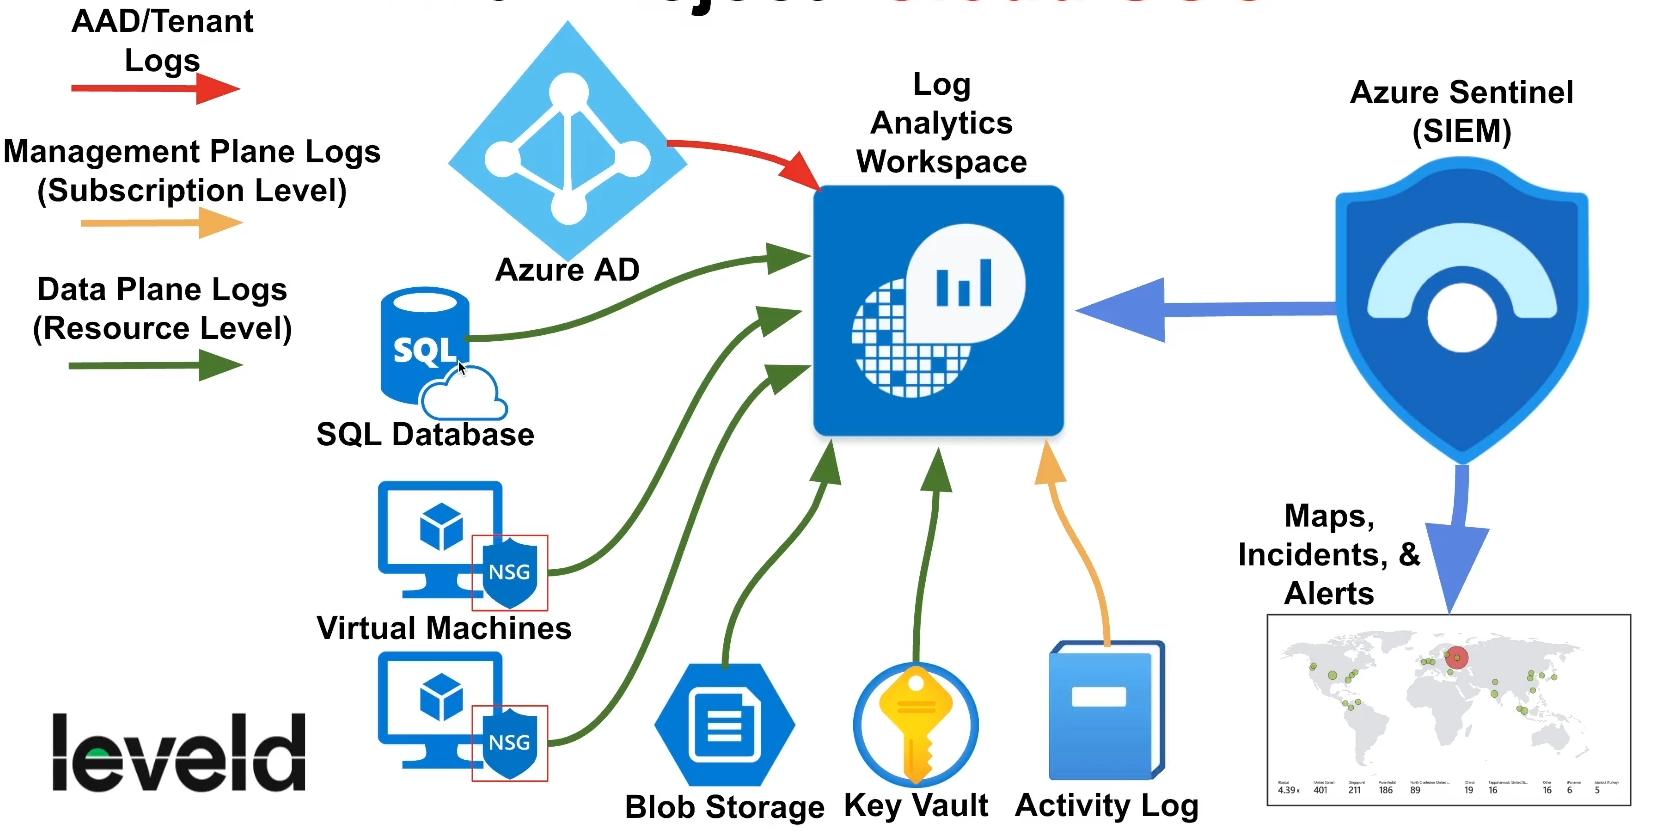 AAD/Tenant
Logs
Management Plane Logs
(Subscription Level)
Data Plane Logs
(Resource Level)
Azure AD
SQL
SQL Database
NSG
Virtual Machines
NSG
Log
Analytics
Workspace
Azure Sentinel
(SIEM)
Maps,
Incidents, &
Alerts
Blob Storage
Key Vault
Activity Log
4.39 401 211 186 89 19 16 16 6 5
leveld